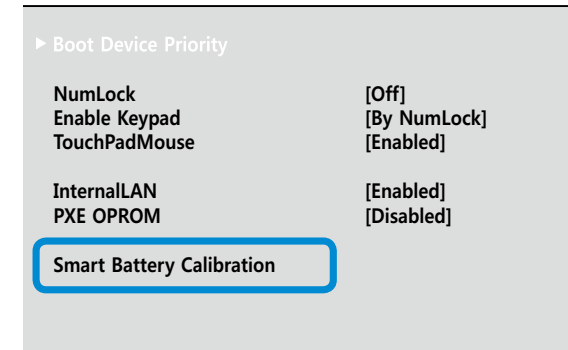 ▶ Boot Device Priority
NumLock [Off]
Enable Keypad [By NumLock]
TouchPadMouse [Enabled]
InternalLAN [Enabled]
PXE OPROM [Disabled]
Smart Battery Calibration